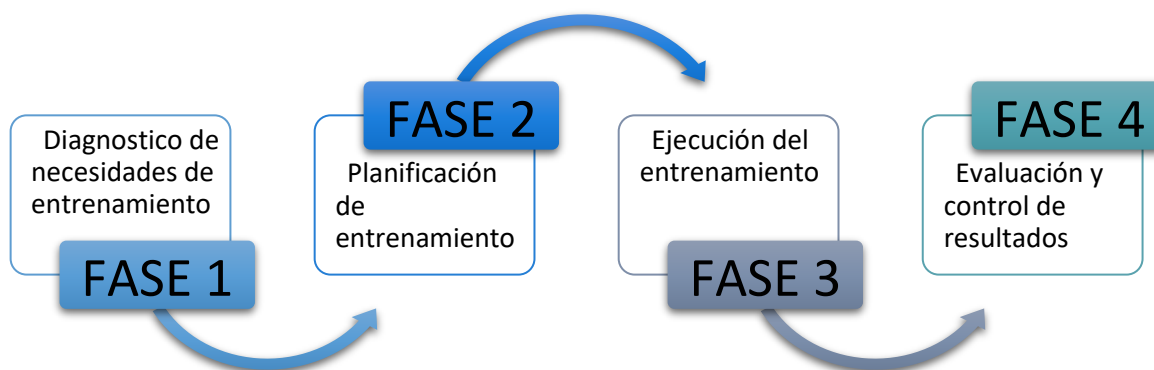 Diagnostico de
necesidades de
entrenamiento
FASE 1
FASE 2
Planificación
de
entrenamiento
Ejecución del
entrenamiento
FASE 3
FASE 4
Evaluación y
control de
resultados